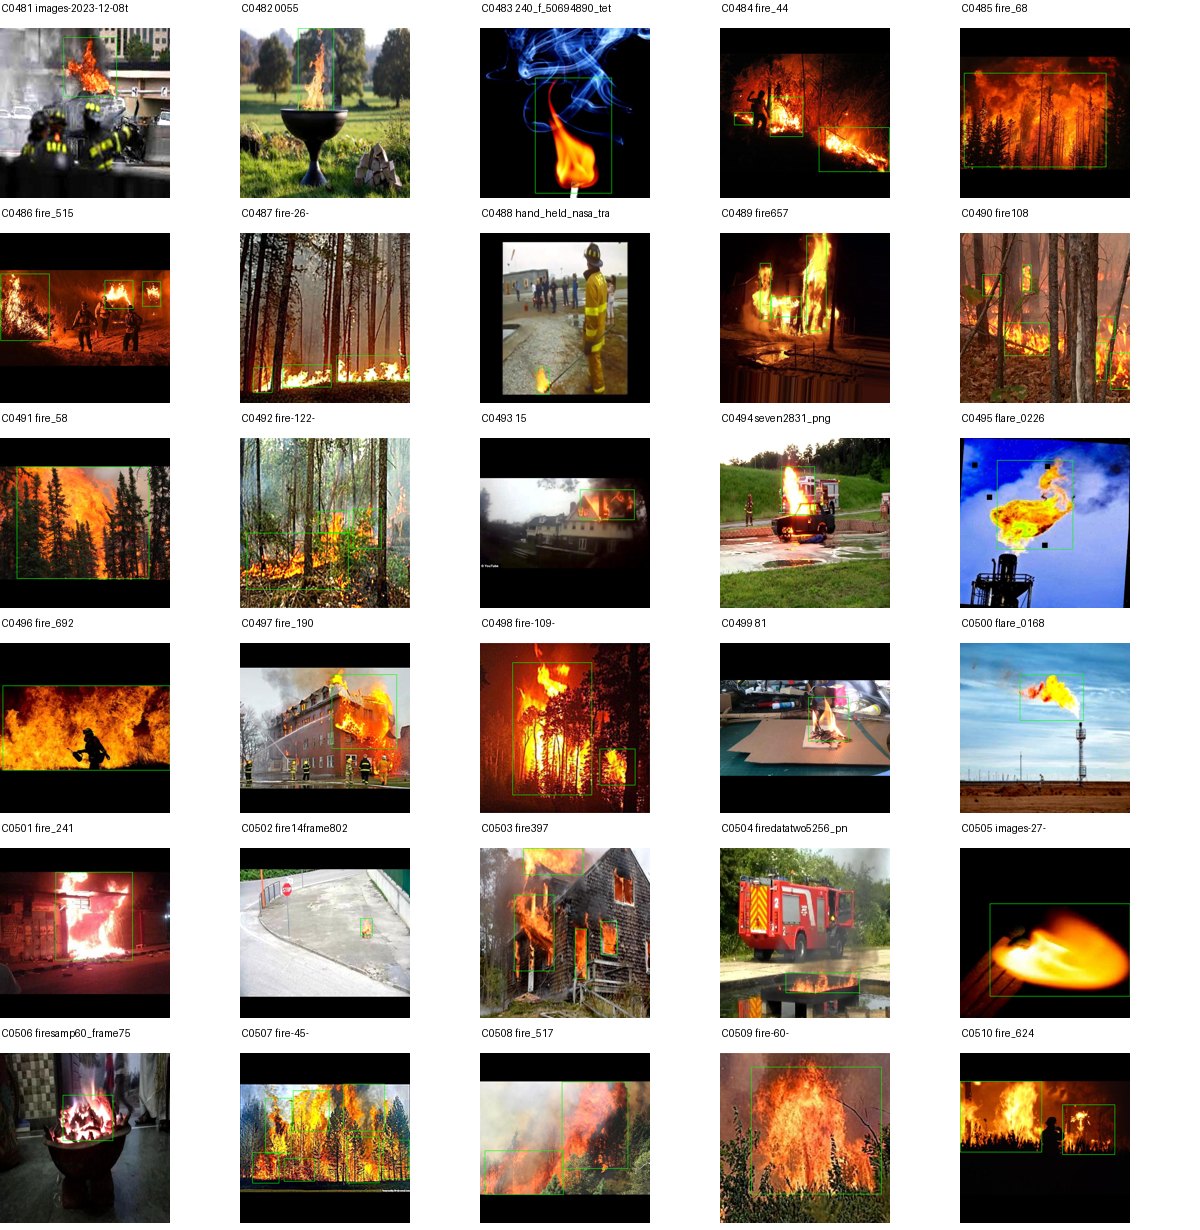 C0481 images-2023-12-08t
C0482 0055
C0483 240_f_50694890_tet
C0484 fire_44
C0485 fire_68
C0486 fire_515
C0487 fire-26-
C0488 hand_held_nasa_tra
C0489 fire657
C0490 fire108
C0491 fire_58
C0492 fire-122-
C0493 15
C0494 seven2831_png
C0495 flare_0226
© YouTube
C0496 fire_692
C0497 fire_190
C0498 fire-109-
C0499 81
C0500 flare_0168
C0501 fire_241
C0502 fire14frame802
C0503 fire397
C0504 firedatatwo5256_pn
C0505 images-27-
STOP
C0506 firesamp60_frame75
C0507 fire-45-
C0508 fire_517
C0509 fire-60-
C0510 fire_624